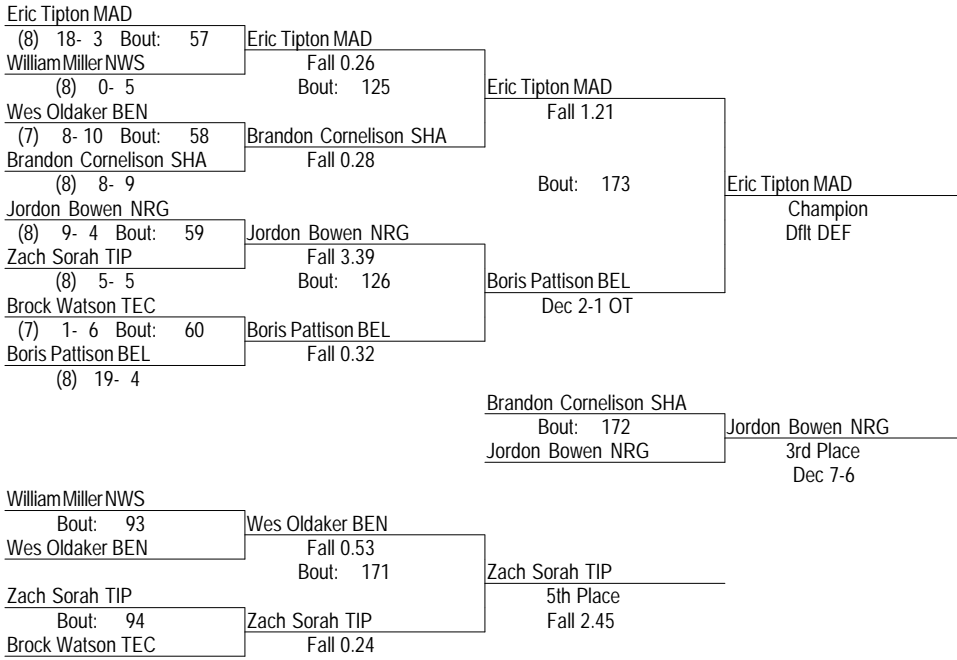 Eric Tipton MAD
(8) 18- 3 Bout: 57 Eric Tipton MAD
William Miller NWS Fall 0.26
(8) 0- 5 Bout: 125 Eric Tipton MAD
Wes Oldaker BEN Fall 1.21
(7) 8- 10 Bout: 58 Brandon Cornelison SHA
Brandon Cornelison SHA Fall 0.28
(8) 8- 9 Bout: 173 Eric Tipton MAD
Jordon Bowen NRG Champion
(8) 9- 4 Bout: 59 Jordon Bowen NRG Dflt DEF
Zach Sorah TIP Fall 3.39
(8) 5- 5 Bout: 126 Boris Pattison BEL
Brock Watson TEC Dec 2-1 OT
(7) 1- 6 Bout: 60 Boris Pattison BEL
Boris Pattison BEL Fall 0.32
(8) 19- 4
Brandon Cornelison SHA
Bout: 172 Jordon Bowen NRG
Jordon Bowen NRG 3rd Place
Dec 7-6
William Miller NWS
Bout: 93 Wes Oldaker BEN
Wes Oldaker BEN Fall 0.53
Bout: 171 Zach Sorah TIP
Zach Sorah TIP 5th Place
Bout: 94 Zach Sorah TIP Fall 2.45
Brock Watson TEC Fall 0.24